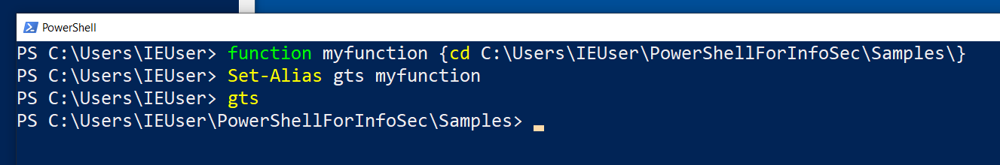 PowerShell
PS C:\Users\IEUser> function myfunction {cd C:\Users\IEUser\PowerShellForInfoSec\Samples\}
PS C:\Users\IEUser> Set-Alias gts myfunction
PS C:\Users\IEUser> gts
PS C:\Users\IEUser\PowerShellForInfoSec\Samples>